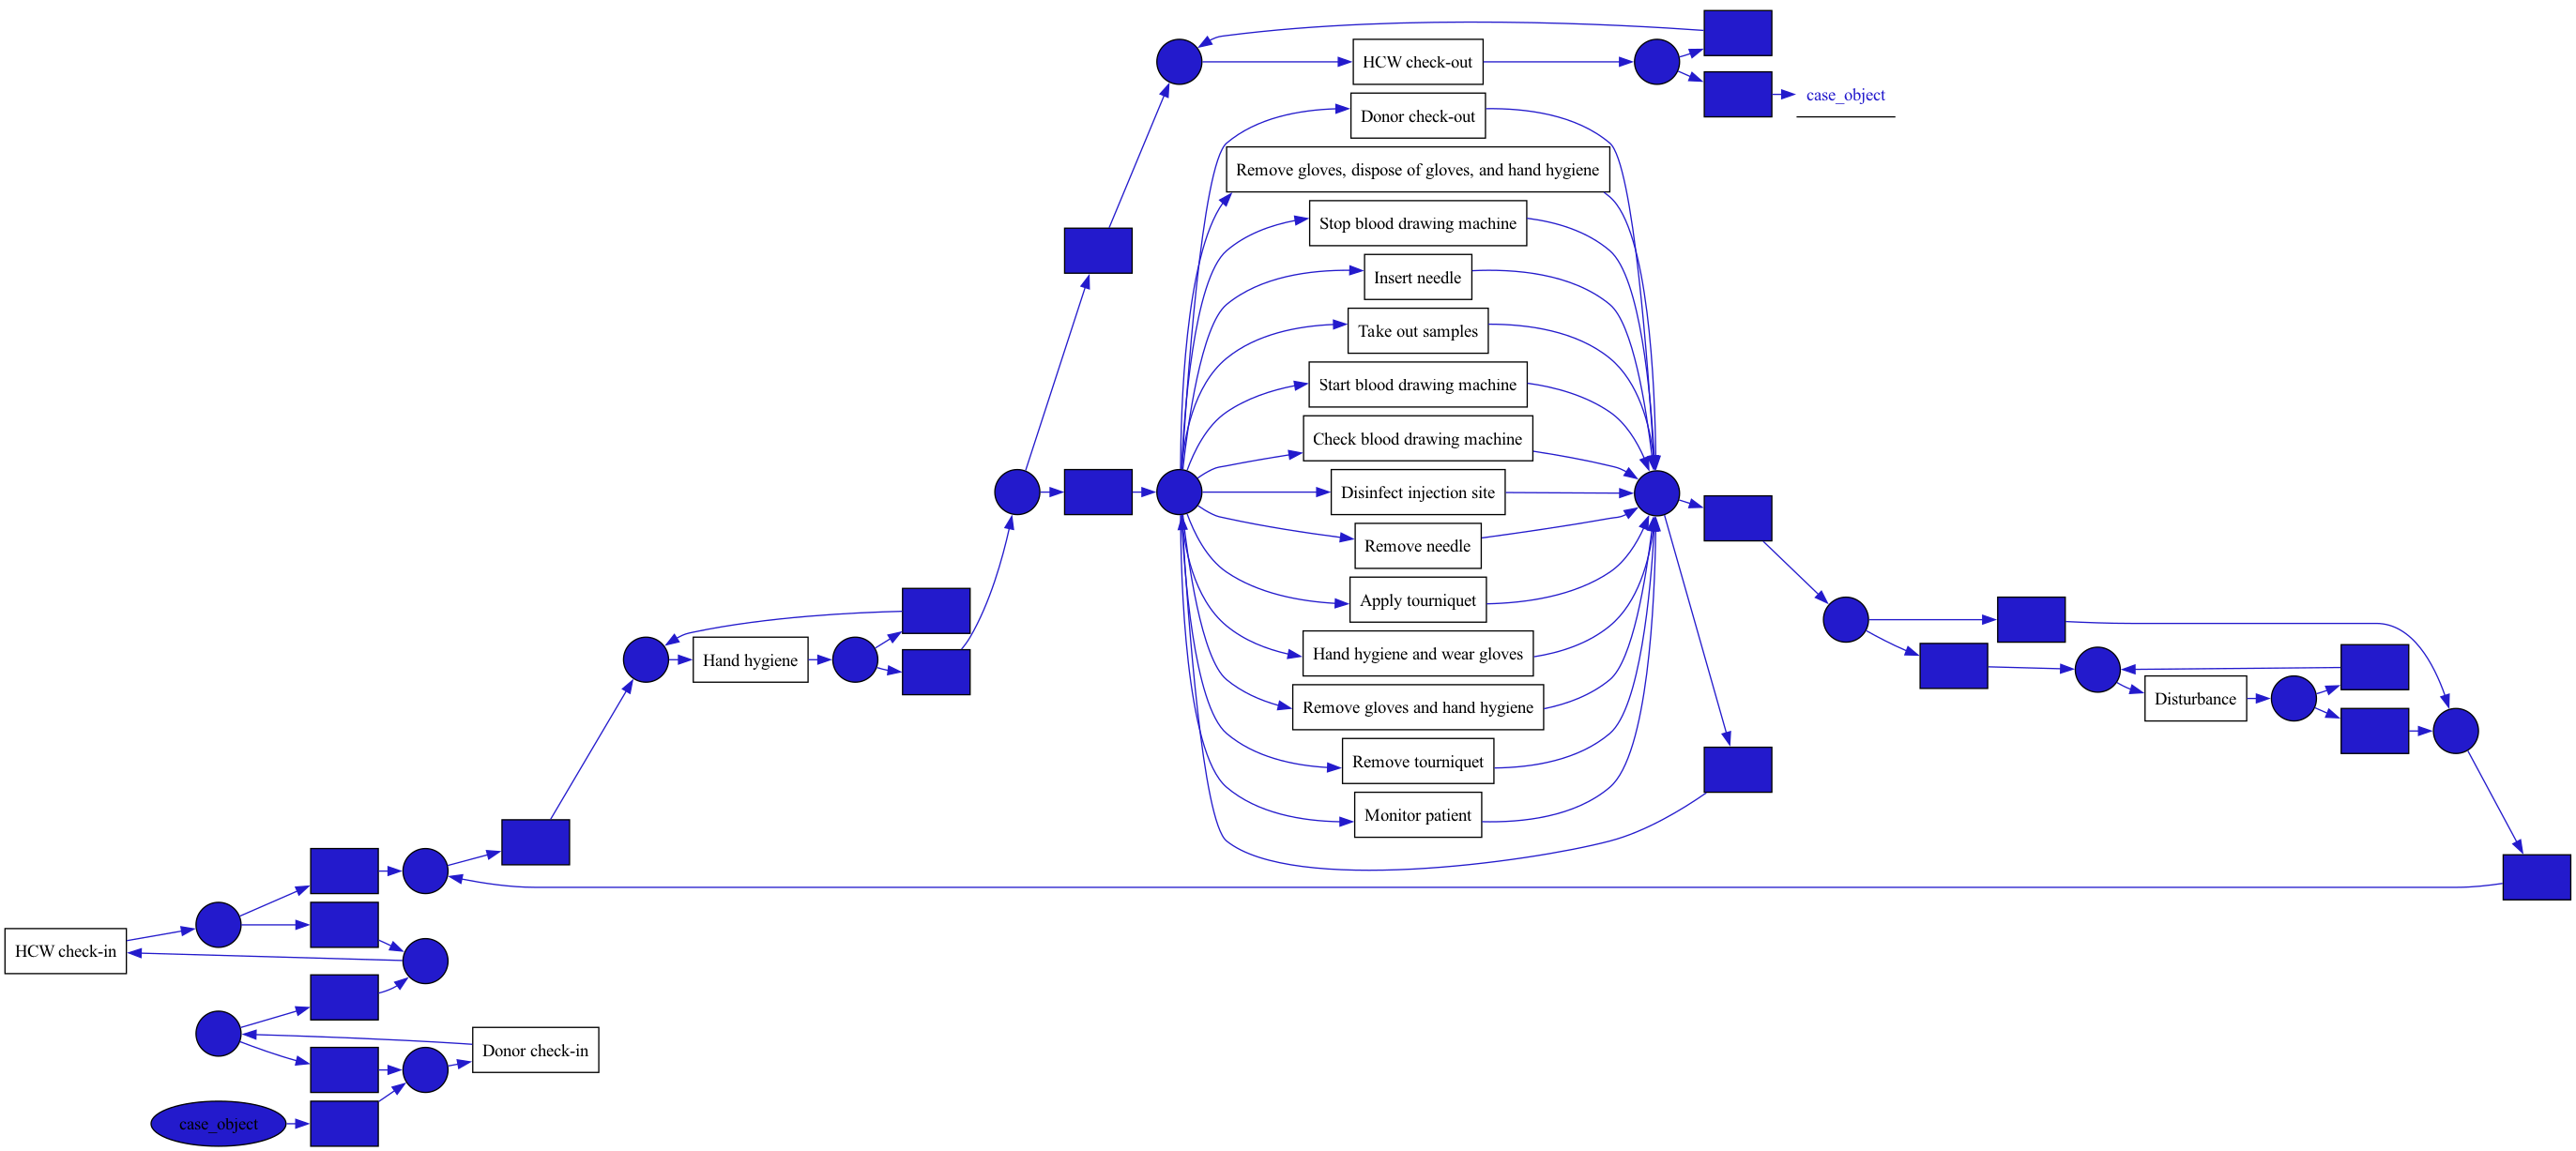 HCW check-out
case_object
Donor check-out
Remove gloves, dispose of gloves, and hand hygiene
Stop blood drawing machine
Insert needle
Take out samples
Start blood drawing machine
Check blood drawing machine
Disinfect injection site
Remove needle
Apply tourniquet
Hand hygiene and wear gloves
Hand hygiene
Disturbance
Remove gloves and hand hygiene
Remove tourniquet
Monitor patient
HCW check-in
Donor check-in
case_object